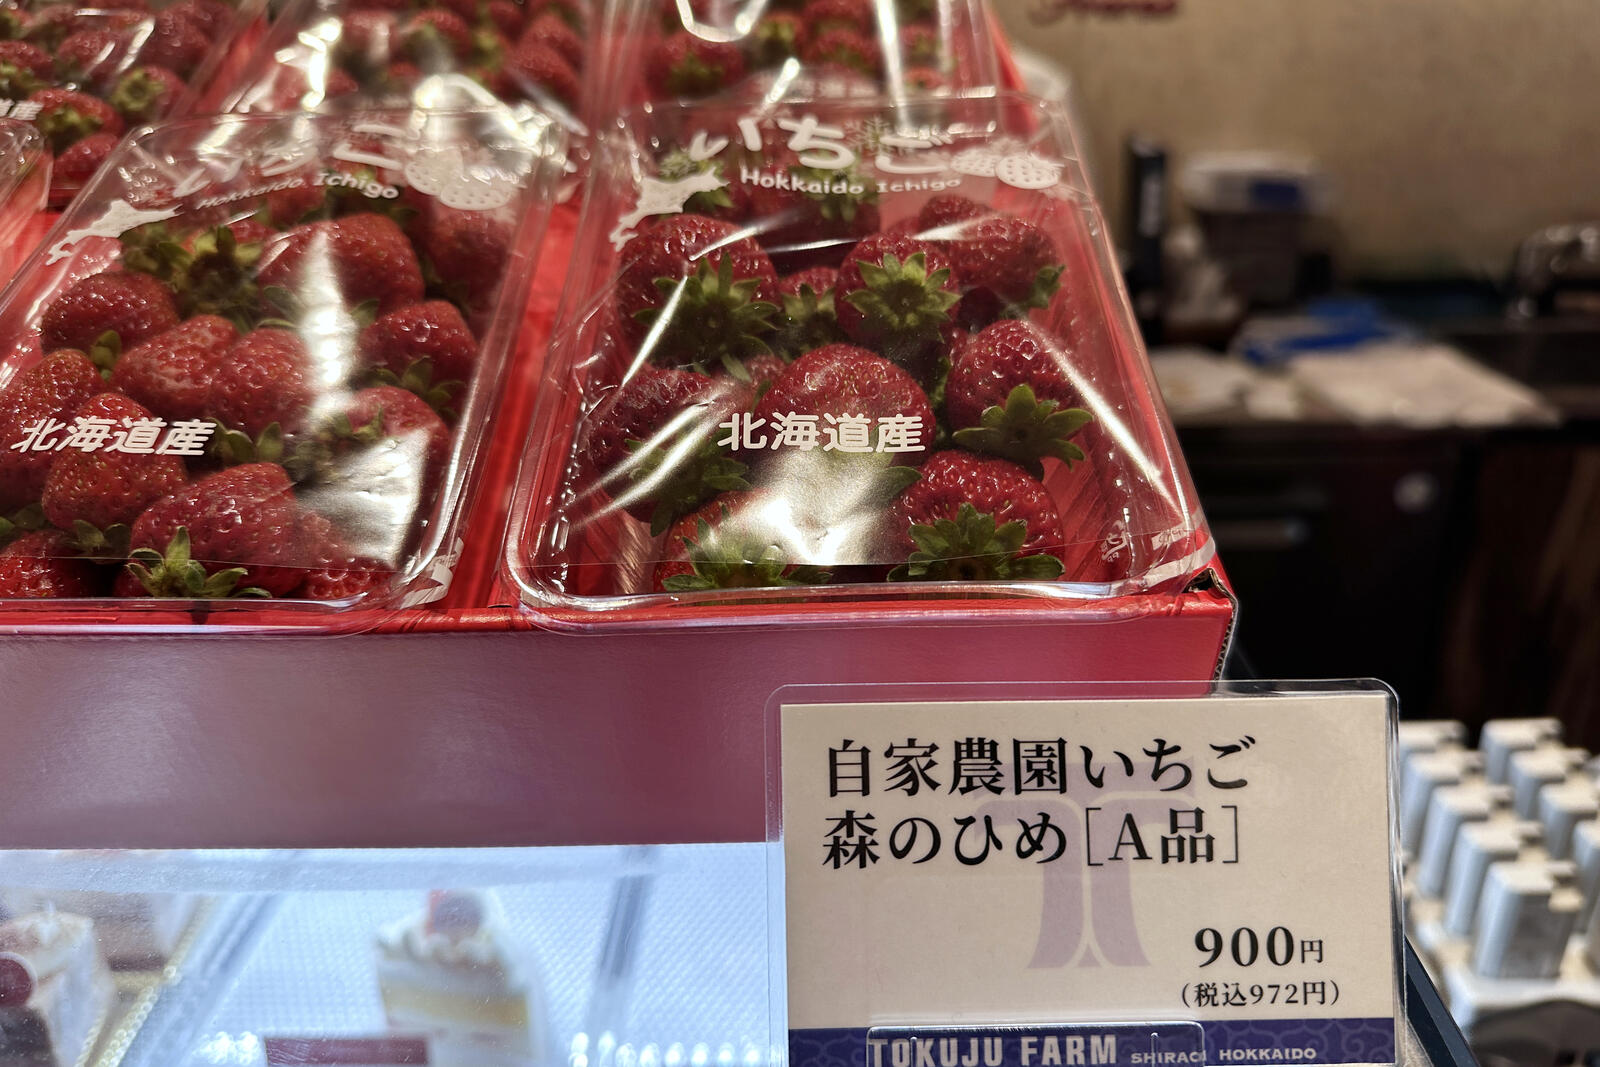 いちご
Hokkaido Ichigo
北海道産
いちご
Hokkaido Ichigo
北海道産
自家農園いちご
森のひめ[A品]
900円
(税込972円)
TOKUJU FARM SHIRAOI HOKKAIDO